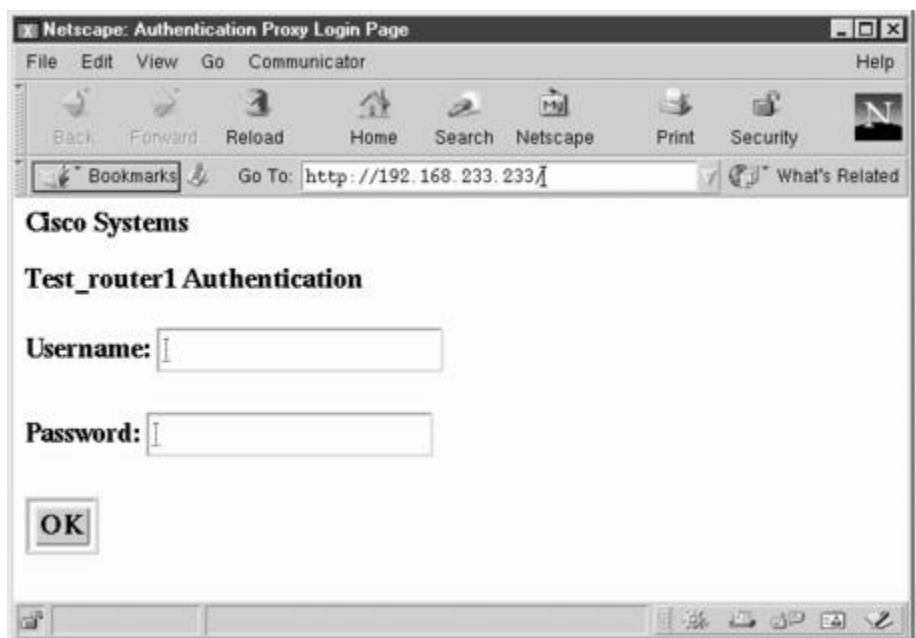 Netscape: Authentication Proxy Login Page
File Edit View Go Communicator Help
Back Forward Reload Home Search Netscape Print Security
My
N
Bookmarks Go To: http://192.168.233.233/ What's Related
Cisco Systems
Test_router1 Authentication
Username:
Password:
OK